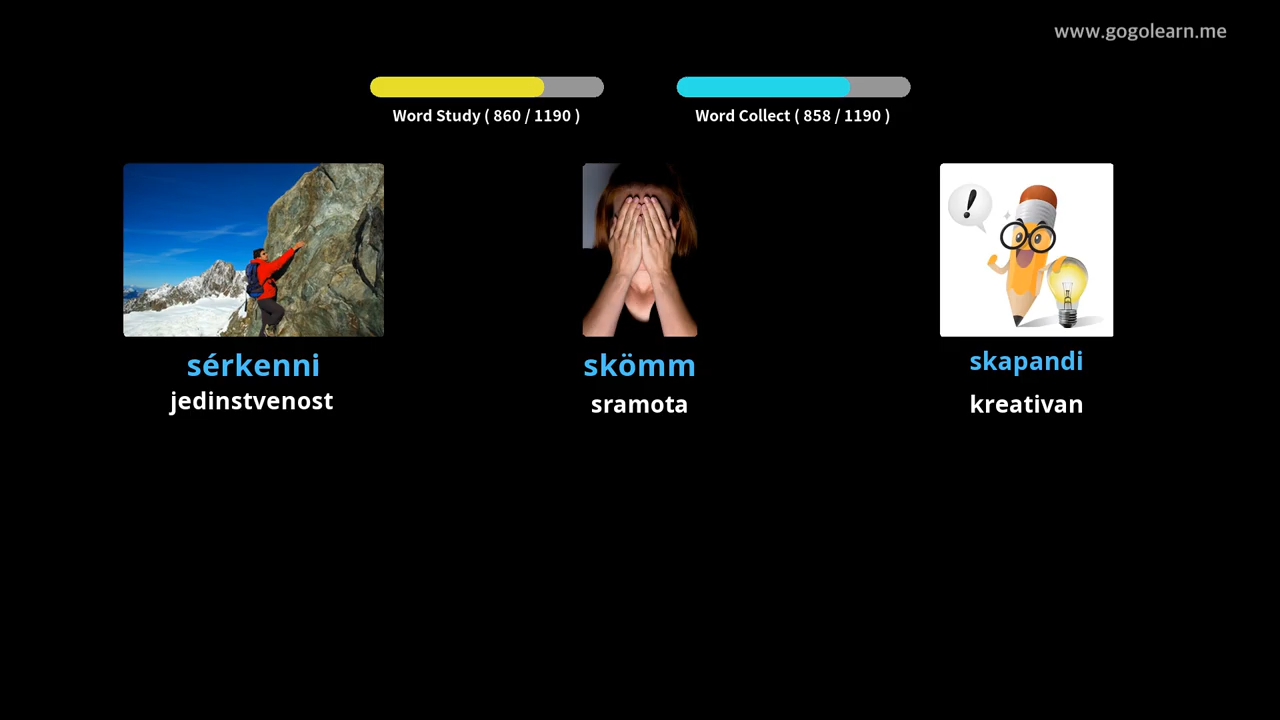 www.gogolearn.me
Word Study ( 860 / 1190 )
Word Collect ( 858 / 1190 )
!
sérkenni
skömm
skapandi
jedinstvenost
sramota
kreativan